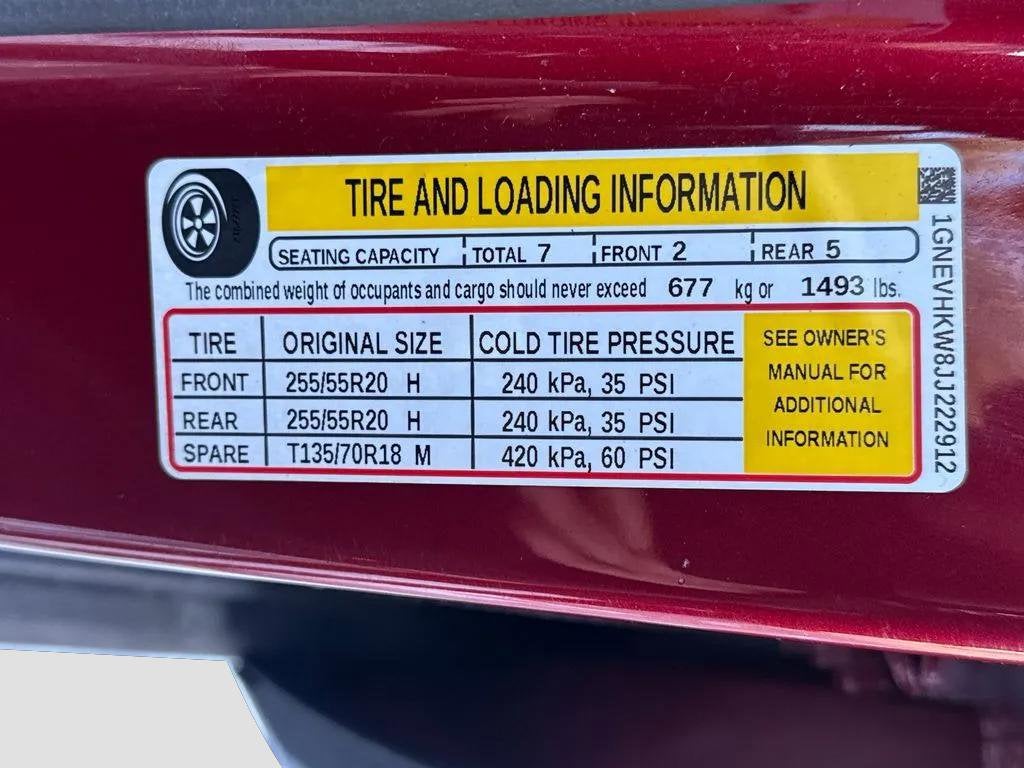 TIRE AND LOADING INFORMATION
SEATING CAPACITY TOTAL 7 FRONT 2 REAR 5
The combined weight of occupants and cargo should never exceed 677 kg or 1493 lbs.
TIRE ORIGINAL SIZE COLD TIRE PRESSURE
FRONT 255/55R20 H 240 kPa, 35 PSI
REAR 255/55R20 H 240 kPa, 35 PSI
SPARE T135/70R18 M 420 kPa, 60 PSI
SEE OWNER'S
MANUAL FOR
ADDITIONAL
INFORMATION
1GNEVHKW8JJ222912